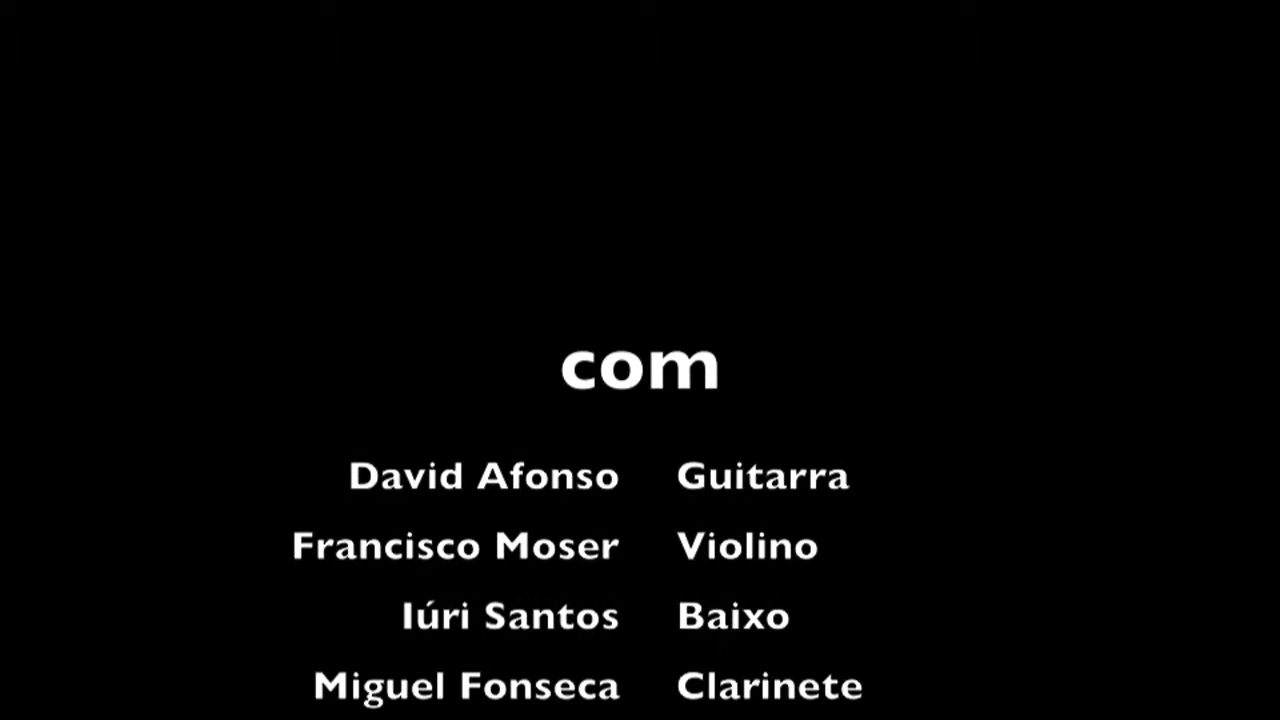 com
David Afonso Guitarra
Francisco Moser Violino
Iúri Santos Baixo
Miguel Fonseca Clarinete